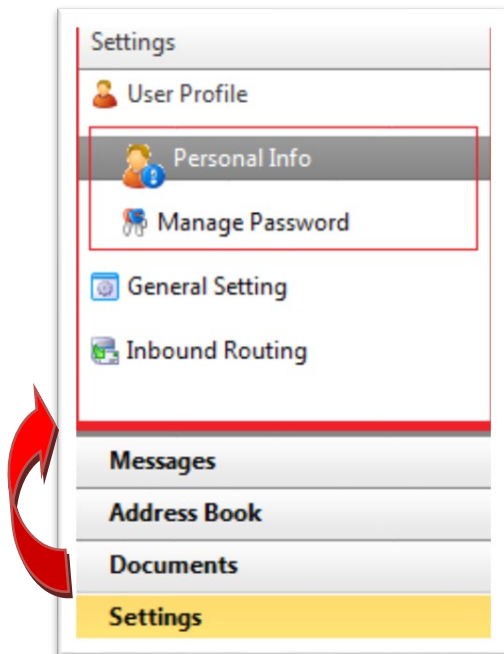 Settings
User Profile
Personal Info
Manage Password
General Setting
Inbound Routing
Messages
Address Book
Documents
Settings